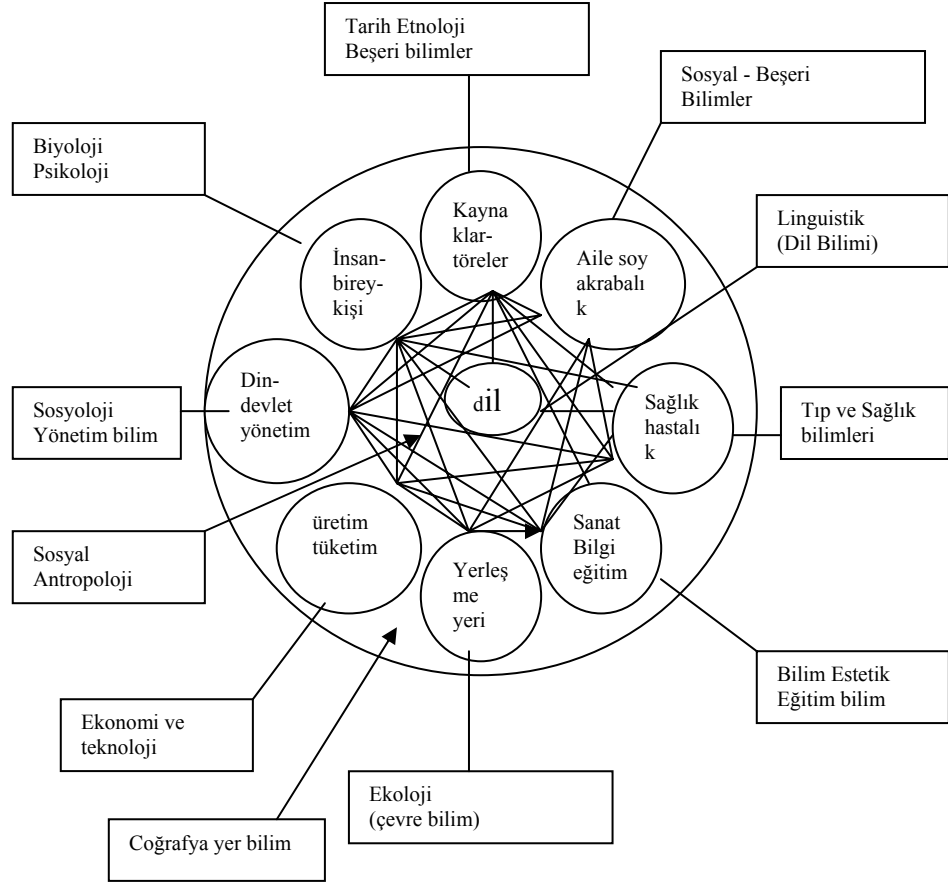 Tarih Etnoloji
Beşeri bilimler
Sosyal - Beşeri
Bilimler
Biyoloji
Psikoloji
Linguistik
(Dil Bilimi)
Kayna
klar-
töreler
İnsan-
birey-
kişi
Aile soy
akrabalı
k
Din-
devlet
yönetim
dil
Sağlık
hastalı
k
Sosyoloji
Yönetim bilim
Tıp ve Sağlık
bilimleri
üretim
tüketim
Yerleş
me
yeri
Sanat
Bilgi
eğitim
Sosyal
Antropoloji
Bilim Estetik
Eğitim bilim
Ekonomi ve
teknoloji
Ekoloji
(çevre bilim)
Coğrafya yer bilim